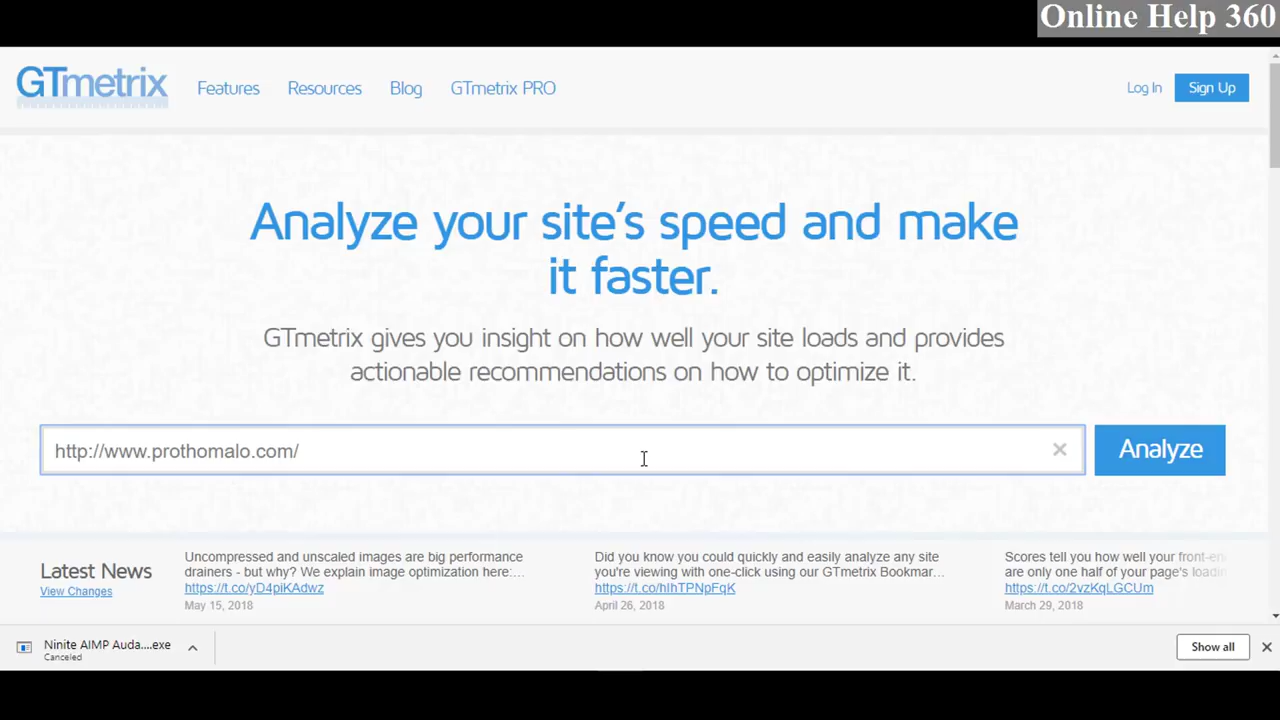 Online Help 360
GTmetrix
Features
Resources
Blog
GTmetrix PRO
Log In
Sign Up
Analyze your site's speed and make
it faster.
GTmetrix gives you insight on how well your site loads and provides
actionable recommendations on how to optimize it.
http://www.prothomalo.com/
Analyze
Latest News
View Changes
Uncompressed and unscaled images are big performance
drainers - but why? We explain image optimization here:...
https://t.co/yD4piKAdwz
May 15, 2018
Did you know you could quickly and easily analyze any site
you're viewing with one-click using our GTmetrix Bookmar...
https://t.co/hIhTPNpFqK
April 26, 2018
Scores tell you how well your front-en
are only one half of your page's loadin
https://t.co/2vzKqLGCUm
March 29, 2018
Ninite AIMP Auda....exe
Canceled
Show all